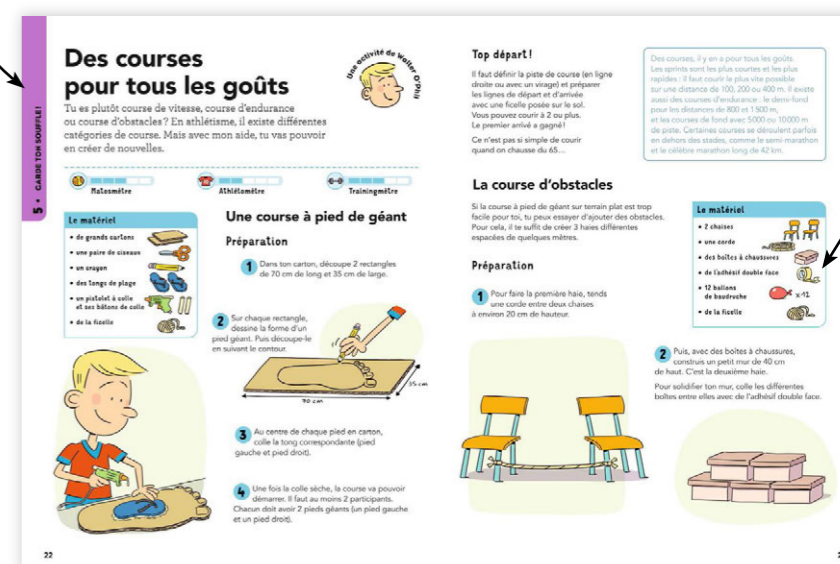 5 • GARDE TON SOUFFLE!
Des courses
pour tous les goûts
Une activité de Walter O'Phil
Tu es plutôt course de vitesse, course d'endurance
ou course d'obstacles? En athlétisme, il existe différentes
catégories de course. Mais avec mon aide, tu vas pouvoir
en créer de nouvelles.
Matosmètre
Athlétomètre
Trainingmètre
Le matériel
• de grands cartons
• une paire de ciseaux
• un crayon
• des tongs de plage
• un pistolet à colle
et ses bâtons de colle
• de la ficelle
Une course à pied de géant
Préparation
1 Dans ton carton, découpe 2 rectangles
de 70 cm de long et 35 cm de large.
2 Sur chaque rectangle,
dessine la forme d'un
pied géant. Puis découpe-le
en suivant le contour.
70 cm
35 cm
3 Au centre de chaque pied en carton,
colle la tong correspondante (pied
gauche et pied droit).
4 Une fois la colle sèche, la course va pouvoir
démarrer. Il faut au moins 2 participants.
Chacun doit avoir 2 pieds géants (un pied gauche
et un pied droit).
22
Top départ!
Il faut définir la piste de course (en ligne
droite ou avec un virage) et préparer
les lignes de départ et d'arrivée
avec une ficelle posée sur le sol.
Vous pouvez courir à 2 ou plus.
Le premier arrivé a gagné!
Ce n'est pas si simple de courir
quand on chausse du 65…
Des courses, il y en a pour tous les goûts.
Les sprints sont les plus courtes et les plus
rapides : il faut courir le plus vite possible
sur une distance de 100, 200 ou 400 m. Il existe
aussi des courses d'endurance : le demi-fond
pour les distances de 800 et 1 500 m,
et les courses de fond avec 5 000 ou 10 000 m
de piste. Certaines courses se déroulent parfois
en dehors des stades, comme le semi-marathon
et le célèbre marathon long de 42 km.
La course d'obstacles
Si la course à pied de géant sur terrain plat est trop
facile pour toi, tu peux essayer d'ajouter des obstacles.
Pour cela, il te suffit de créer 3 haies différentes
espacées de quelques mètres.
Préparation
1 Pour faire la première haie, tends
une corde entre deux chaises
à environ 20 cm de hauteur.
Le matériel
• 2 chaises
• une corde
• des boîtes à chaussures
• de l'adhésif double face
• 12 ballons
de baudruche
x12
• de la ficelle
2 Puis, avec des boîtes à chaussures,
construis un petit mur de 40 cm
de haut. C'est la deuxième haie.
Pour solidifier ton mur, colle les différentes
boîtes entre elles avec de l'adhésif double face.